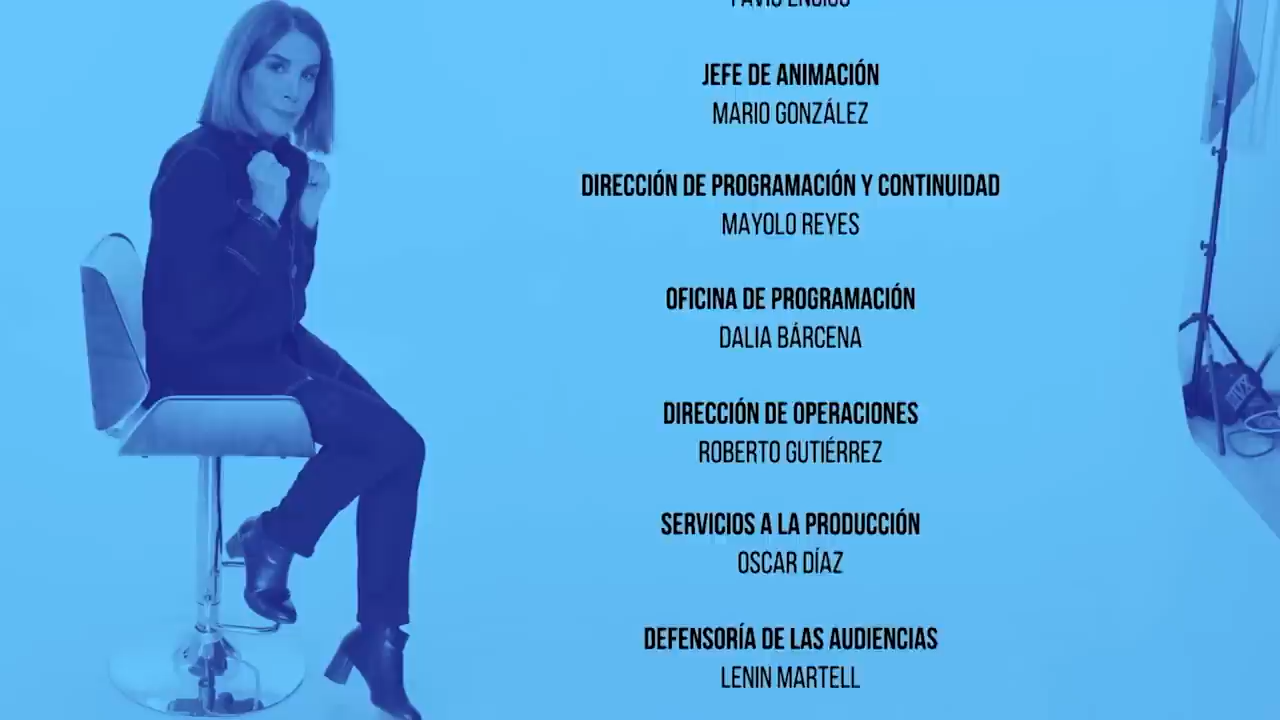 JEFE DE ANIMACIÓN
MARIO GONZÁLEZ
DIRECCIÓN DE PROGRAMACIÓN Y CONTINUIDAD
MAYOLO REYES
OFICINA DE PROGRAMACIÓN
DALIA BÁRCENA
DIRECCIÓN DE OPERACIONES
ROBERTO GUTIÉRREZ
SERVICIOS A LA PRODUCCIÓN
OSCAR DÍAZ
DEFENSORÍA DE LAS AUDIENCIAS
LENIN MARTELL